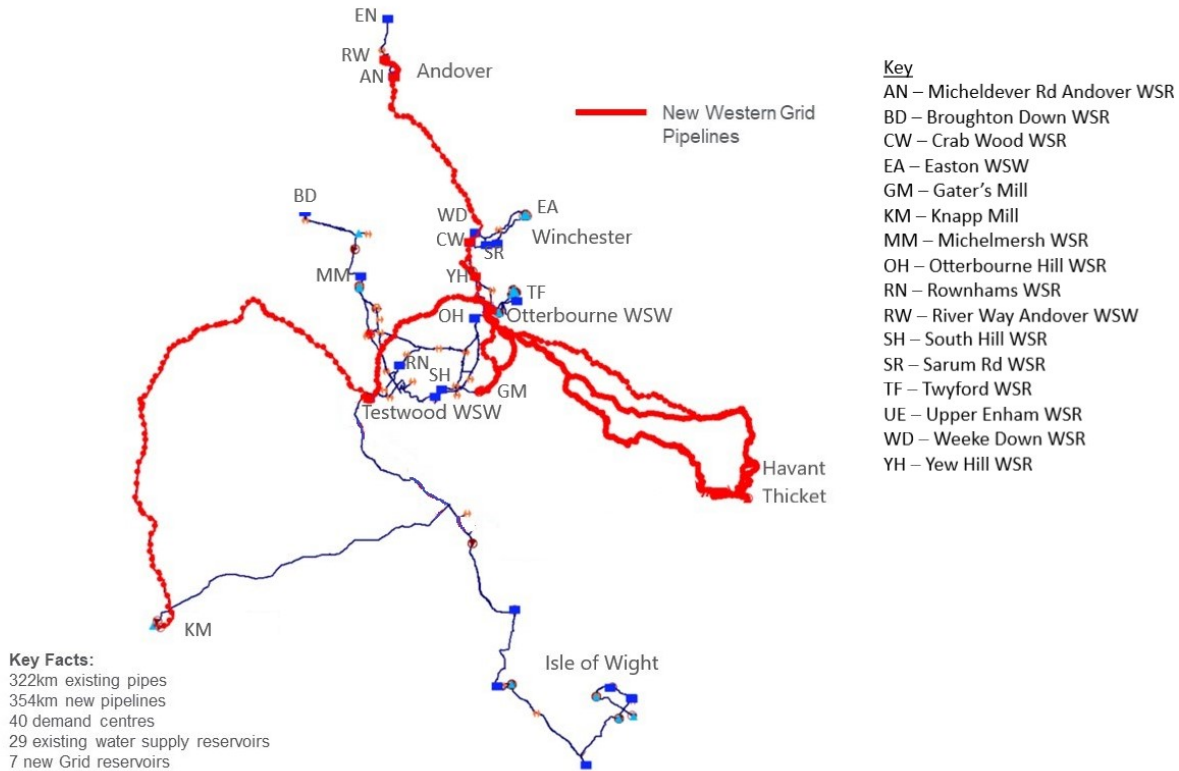 EN
RW
AN
Andover
New Western Grid
Pipelines
BD
WD
EA
CW
Winchester
SR
MM
YH
TF
OH
Otterbourne WSW
RN
SH
GM
Testwood WSW
Havant
Thicket
KM
Isle of Wight
Key
AN – Micheldever Rd Andover WSR
BD – Broughton Down WSR
CW – Crab Wood WSR
EA – Easton WSW
GM – Gater's Mill
KM – Knapp Mill
MM – Michelmersh WSR
OH – Otterbourne Hill WSR
RN – Rownhams WSR
RW – River Way Andover WSW
SH – South Hill WSR
SR – Sarum Rd WSR
TF – Twyford WSR
UE – Upper Enham WSR
WD – Weeke Down WSR
YH – Yew Hill WSR
Key Facts:
322km existing pipes
354km new pipelines
40 demand centres
29 existing water supply reservoirs
7 new Grid reservoirs